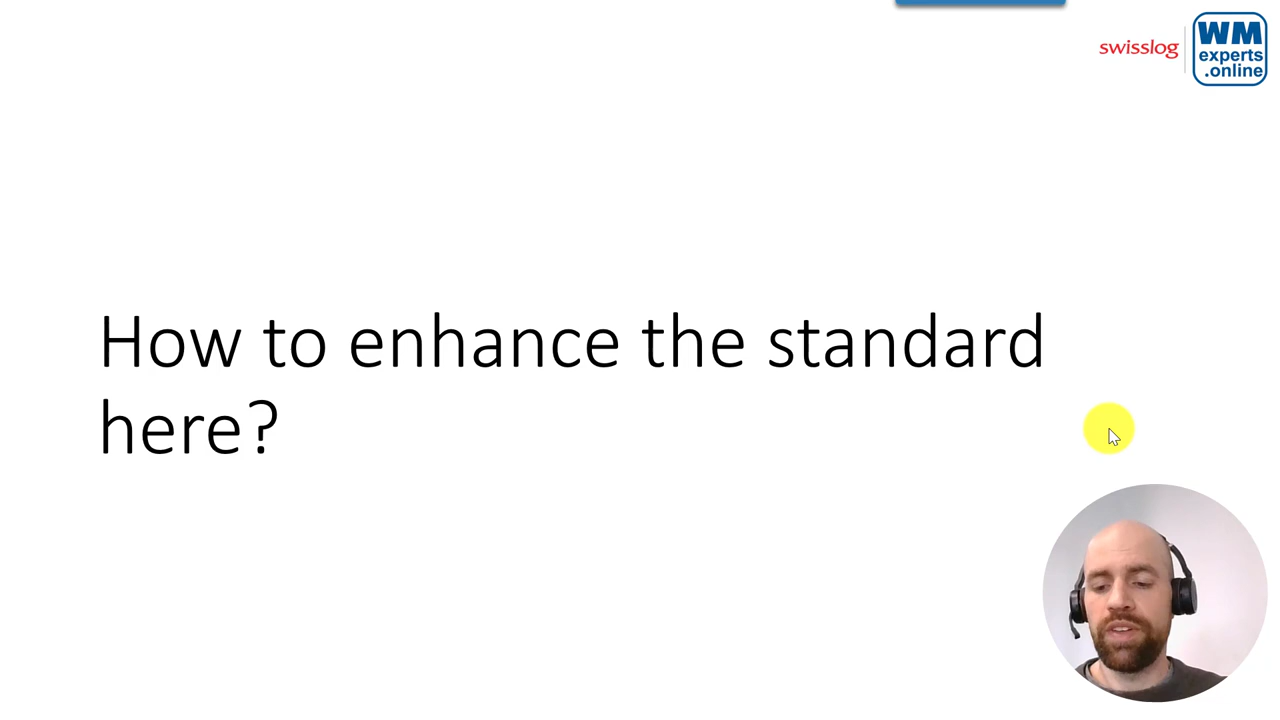 swisslog
WM
experts
.online
How to enhance the standard
here?